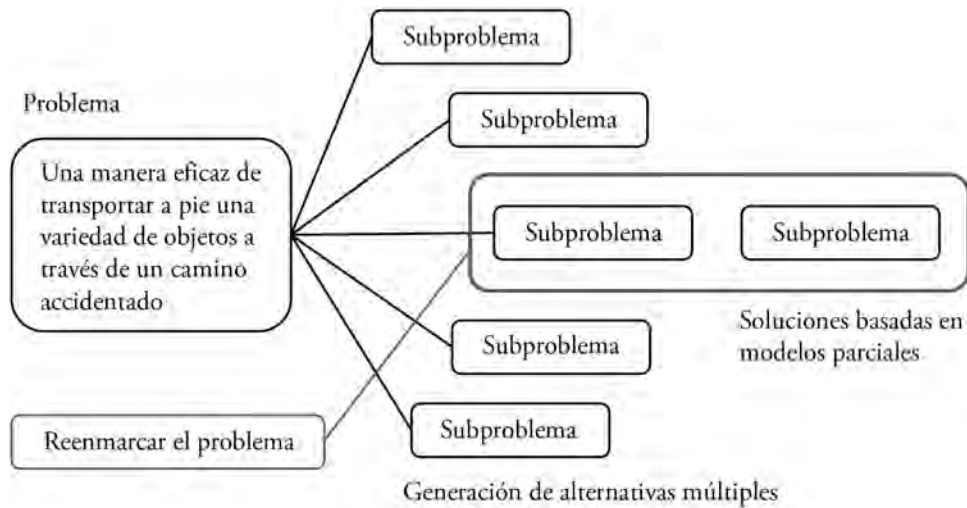 Subproblema
Problema
Subproblema
Una manera eficaz de
transportar a pie una
variedad de objetos a
través de un camino
accidentado
Subproblema
Subproblema
Soluciones basadas en
modelos parciales
Subproblema
Reenmarcar el problema
Subproblema
Generación de alternativas múltiples